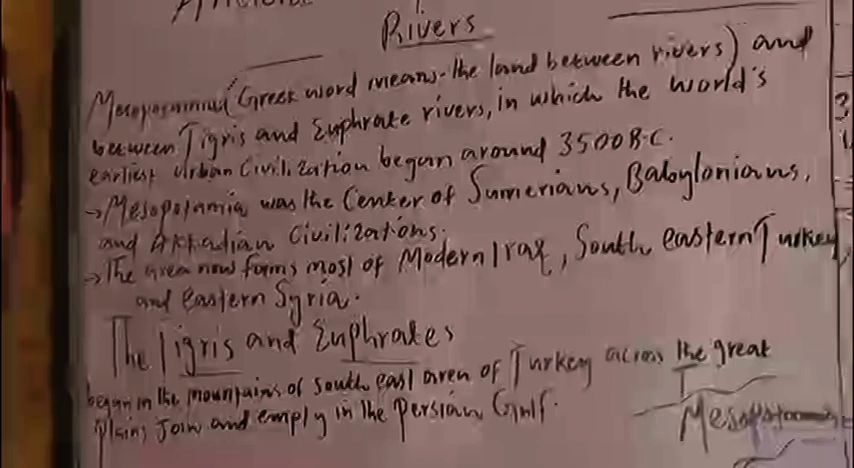 Rivers
Mesopotamia (Greek word means - the land between rivers) and
between Tigris and Euphrate rivers, in which the world's
earliest urban Civilization began around 3500 B.C.
→ Mesopotamia was the Center of Sumerians, Babylonians,
and Akkadian Civilizations.
→ The area now forms most of Modern Iraq, South eastern Turkey,
and eastern Syria.
The Tigris and Euphrates
began in the mountains of south east area of Turkey across the great
plains Join and empty in the Persian Gulf.
Mesopotamia